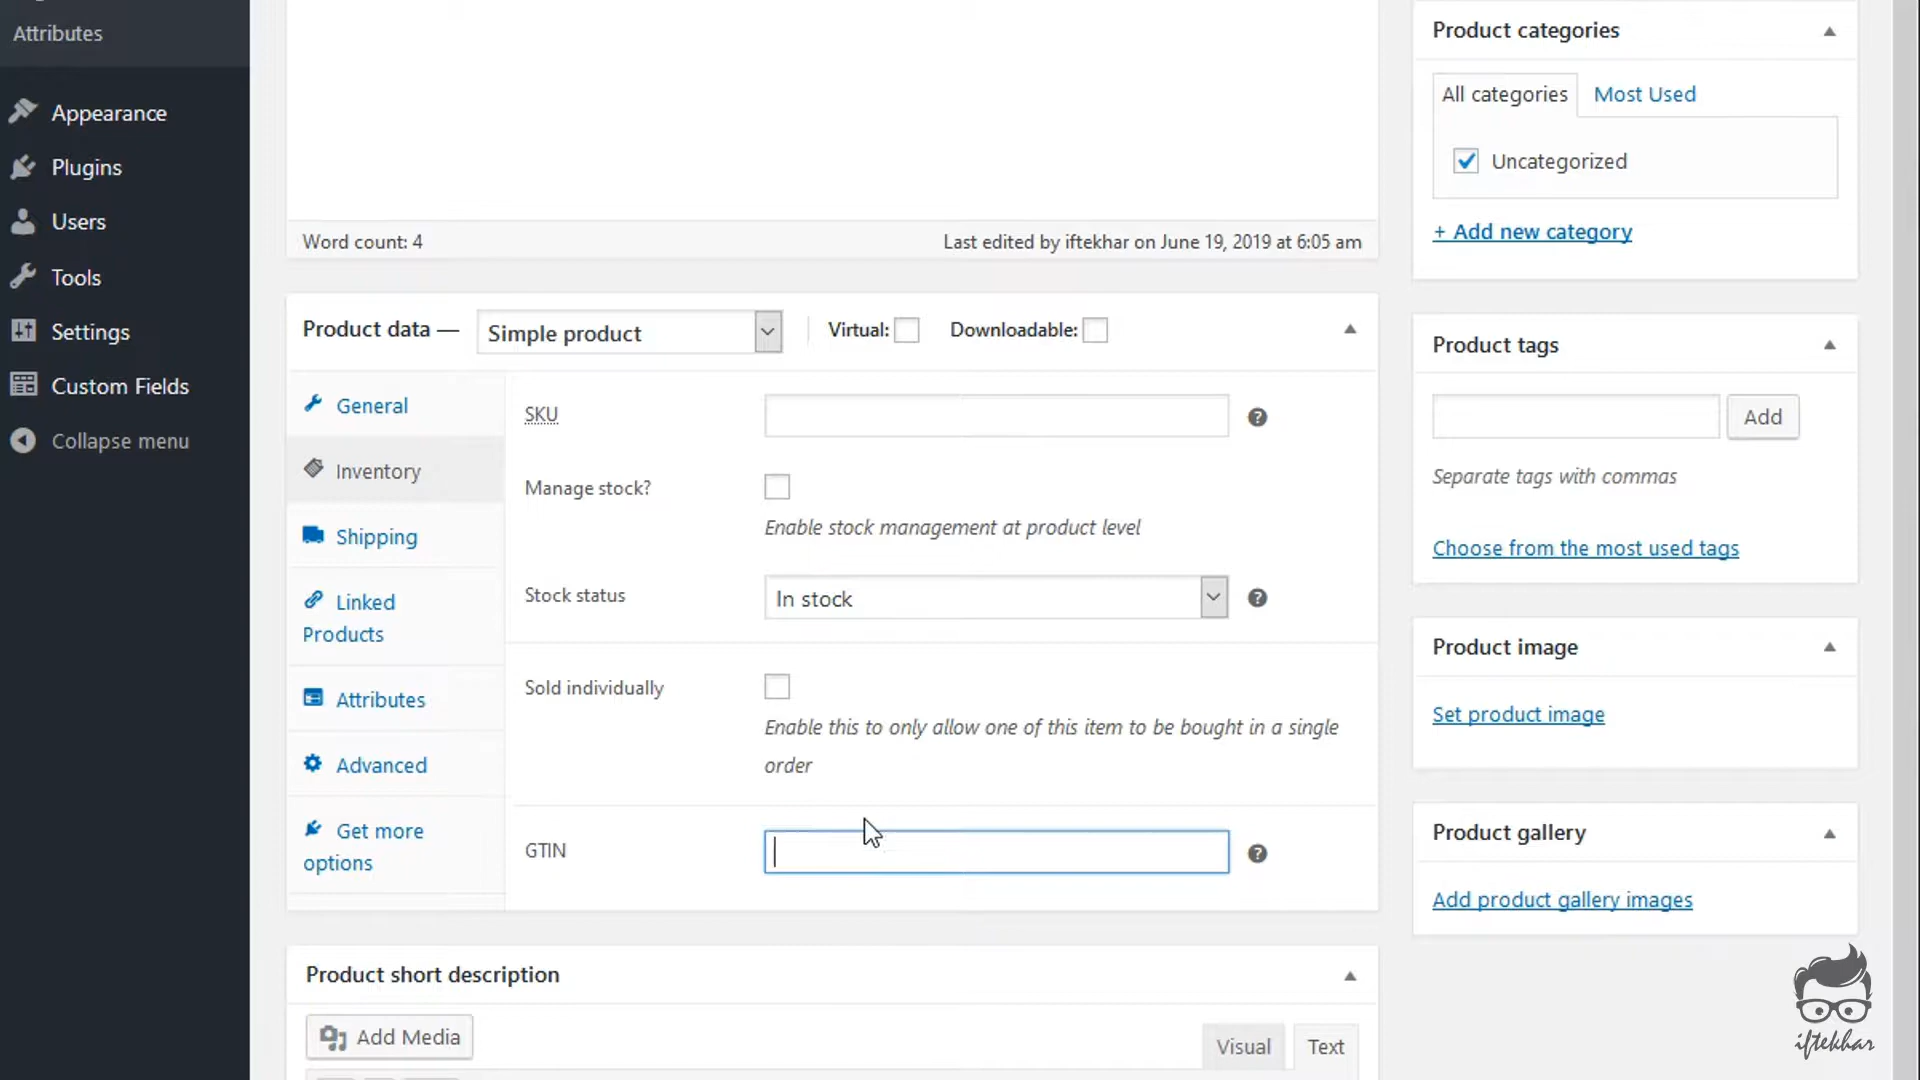 Attributes
Appearance
Plugins
Users
Tools
Settings
Custom Fields
Collapse menu
Word count: 4
Last edited by iftekhar on June 19, 2019 at 6:05 am
Product data —
Simple product
Virtual:
Downloadable:
General
Inventory
Shipping
Linked
Products
Attributes
Advanced
Get more
options
SKU
Manage stock?
Enable stock management at product level
Stock status
In stock
Sold individually
Enable this to only allow one of this item to be bought in a single
order
GTIN
Product short description
Add Media
Visual
Text
Product categories
All categories
Most Used
Uncategorized
+ Add new category
Product tags
Add
Separate tags with commas
Choose from the most used tags
Product image
Set product image
Product gallery
Add product gallery images
iftekhar